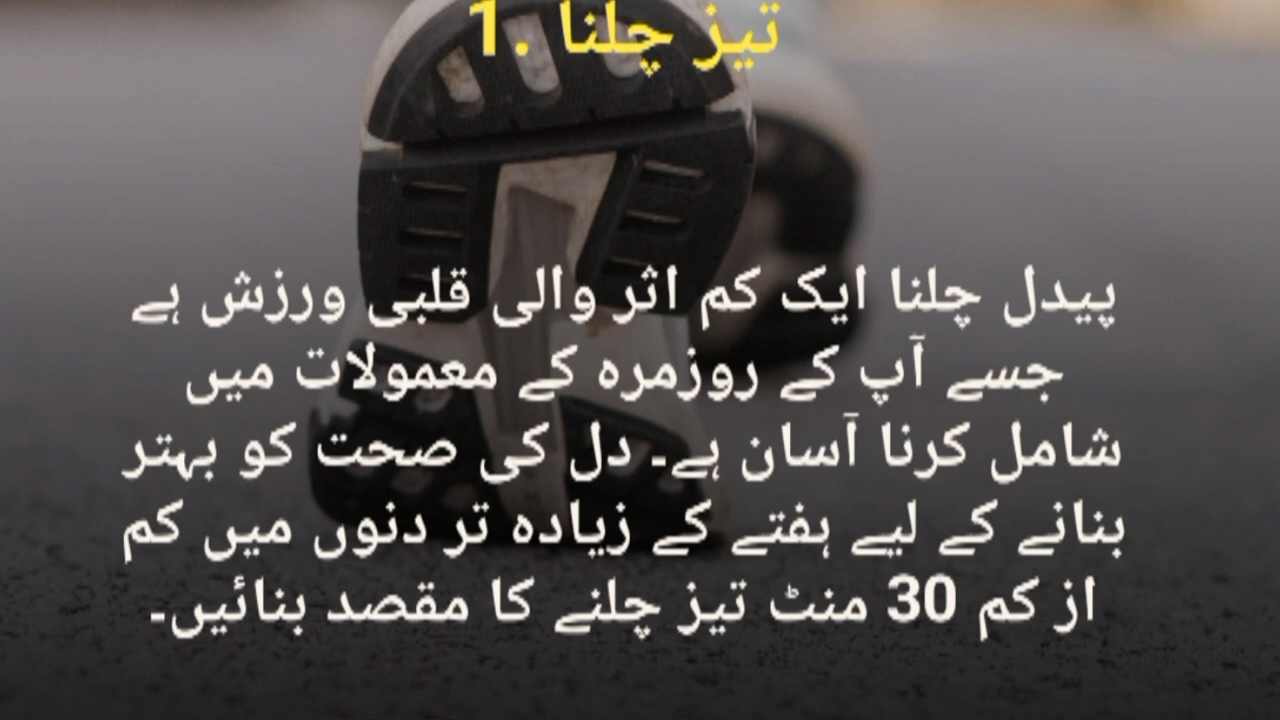 1. تیز چلنا
پیدل چلنا ایک کم اثر والی قلبی ورزش ہے
جسے آپ کے روزمرہ کے معمولات میں
شامل کرنا آسان ہے۔ دل کی صحت کو بہتر
بنانے کے لیے ہفتے کے زیادہ تر دنوں میں کم
از کم 30 منٹ تیز چلنے کا مقصد بنائیں۔